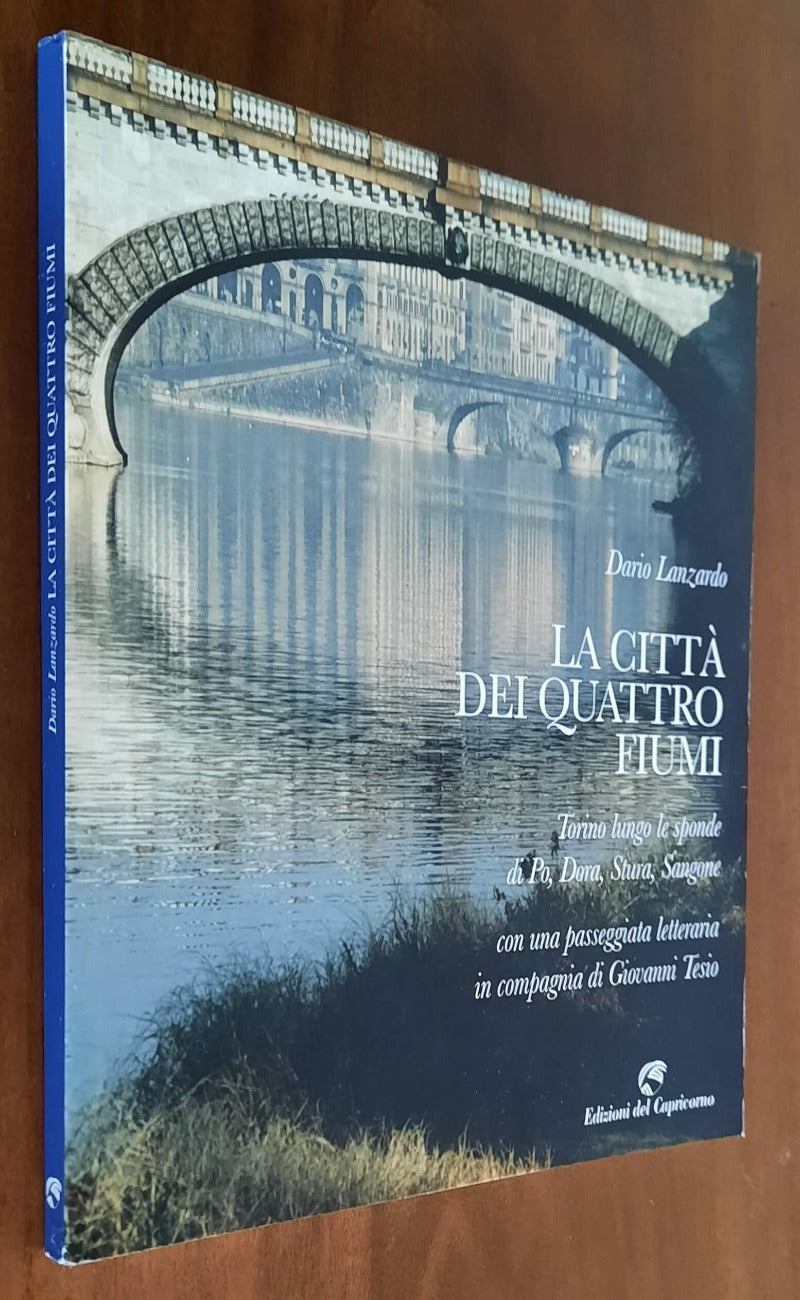 Dario Lanzardo LA CITTÀ DEI QUATTRO FIUMI
Dario Lanzardo
LA CITTÀ
DEI QUATTRO
FIUMI
Torino lungo le sponde
di Po, Dora, Stura, Sangone
con una passeggiata letteraria
in compagnia di Giovanni Tesio
Edizioni del Capricorno